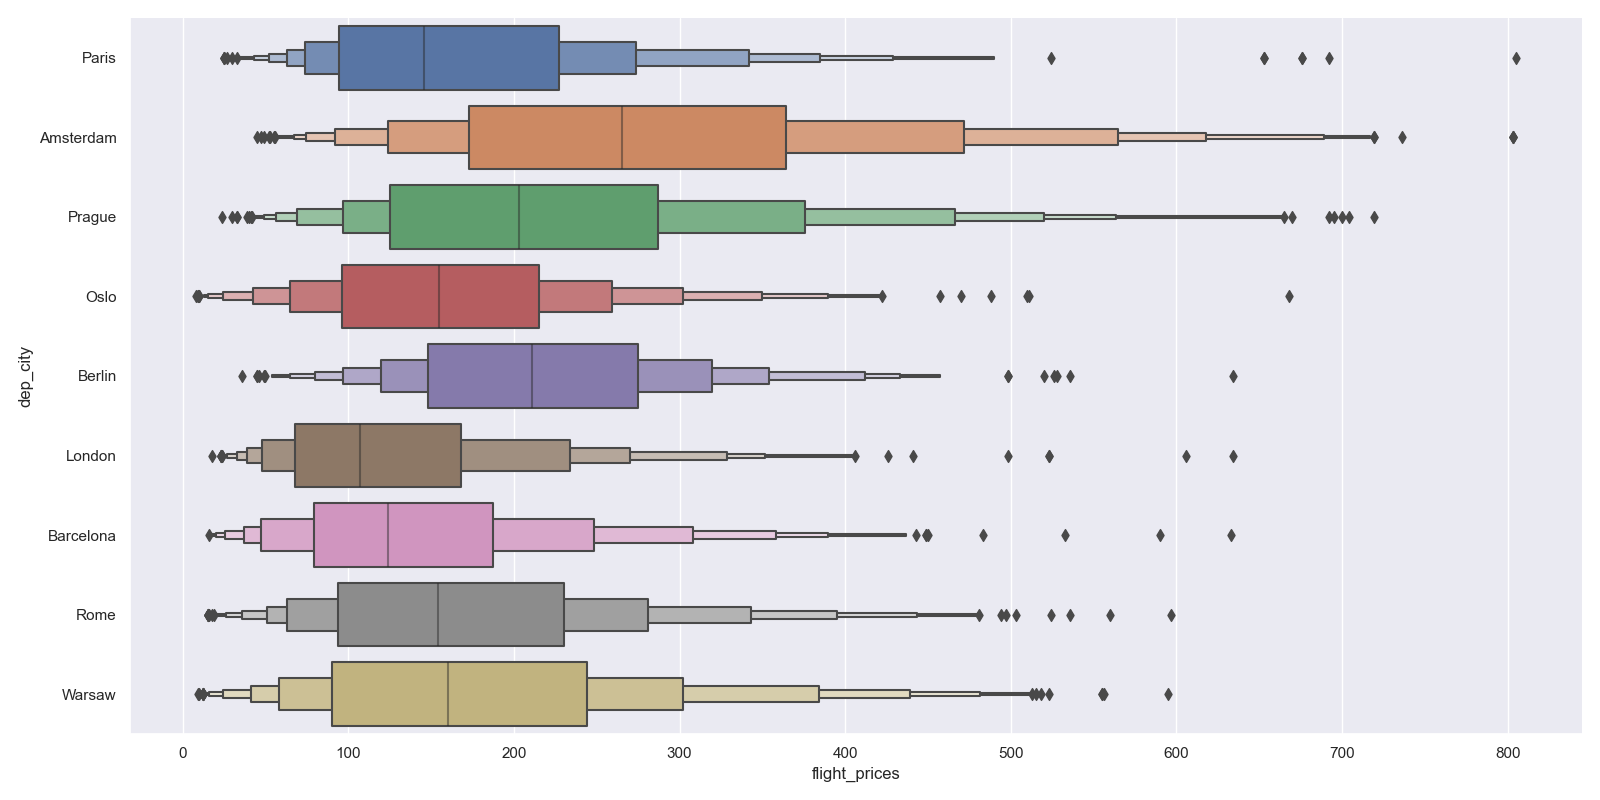 Paris
Amsterdam
Prague
Oslo
Berlin
London
Barcelona
Rome
Warsaw
dep_city
0 100 200 300 400 500 600 700 800
flight_prices